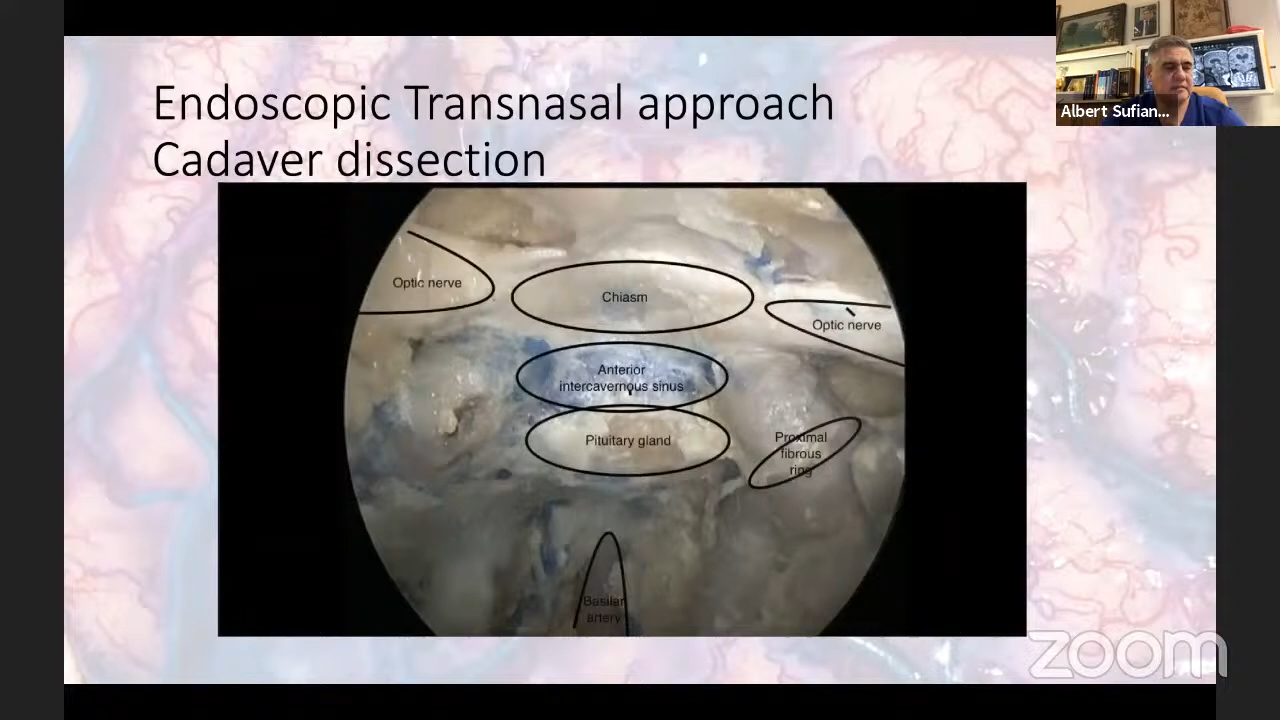 Endoscopic Transnasal approach
Cadaver dissection
Albert Sufian...
Optic nerve
Chiasm
Optic nerve
Anterior
intercavernous sinus
Pituitary gland
Proximal
fibrous
ring
Basilar
artery
zoom